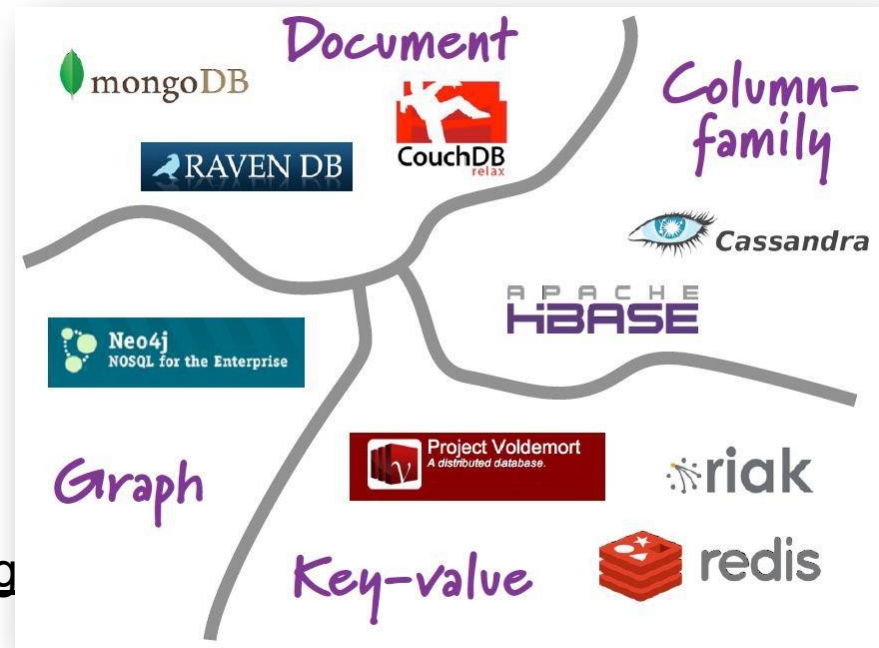 Document
mongoDB
CouchDB
relax
RAVEN DB
Column-
family
Cassandra
APACHE
HBASE
Neo4j
NOSQL for the Enterprise
Graph
Project Voldemort
A distributed database.
riak
redis
Key-value
g